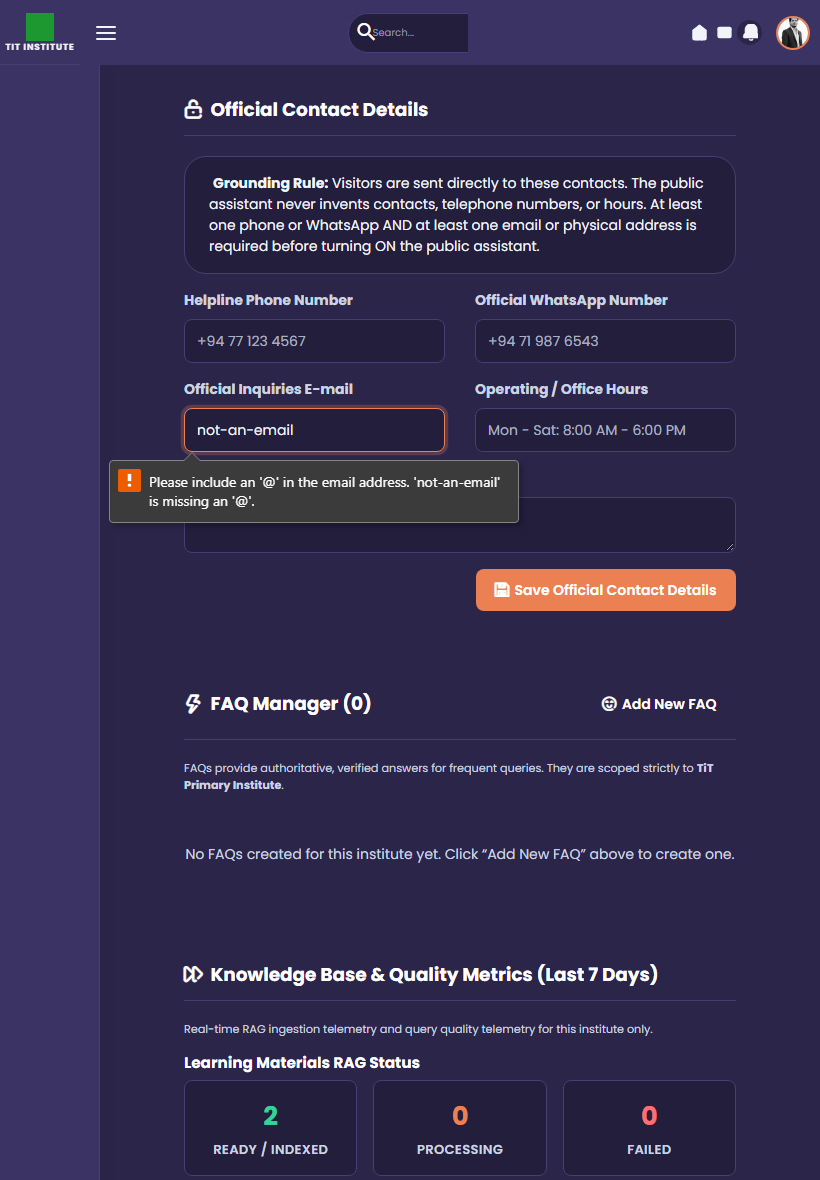 TIT INSTITUTE
Search...
Official Contact Details
Grounding Rule: Visitors are sent directly to these contacts. The public
assistant never invents contacts, telephone numbers, or hours. At least
one phone or WhatsApp AND at least one email or physical address is
required before turning ON the public assistant.
Helpline Phone Number
Official WhatsApp Number
+94 77 123 4567
+94 71 987 6543
Official Inquiries E-mail
Operating / Office Hours
not-an-email
Mon - Sat: 8:00 AM - 6:00 PM
Please include an '@' in the email address. 'not-an-email'
is missing an '@'.
Save Official Contact Details
FAQ Manager (0)
Add New FAQ
FAQs provide authoritative, verified answers for frequent queries. They are scoped strictly to TiT
Primary Institute.
No FAQs created for this institute yet. Click “Add New FAQ” above to create one.
Knowledge Base & Quality Metrics (Last 7 Days)
Real-time RAG ingestion telemetry and query quality telemetry for this institute only.
Learning Materials RAG Status
2
0
0
READY / INDEXED
PROCESSING
FAILED